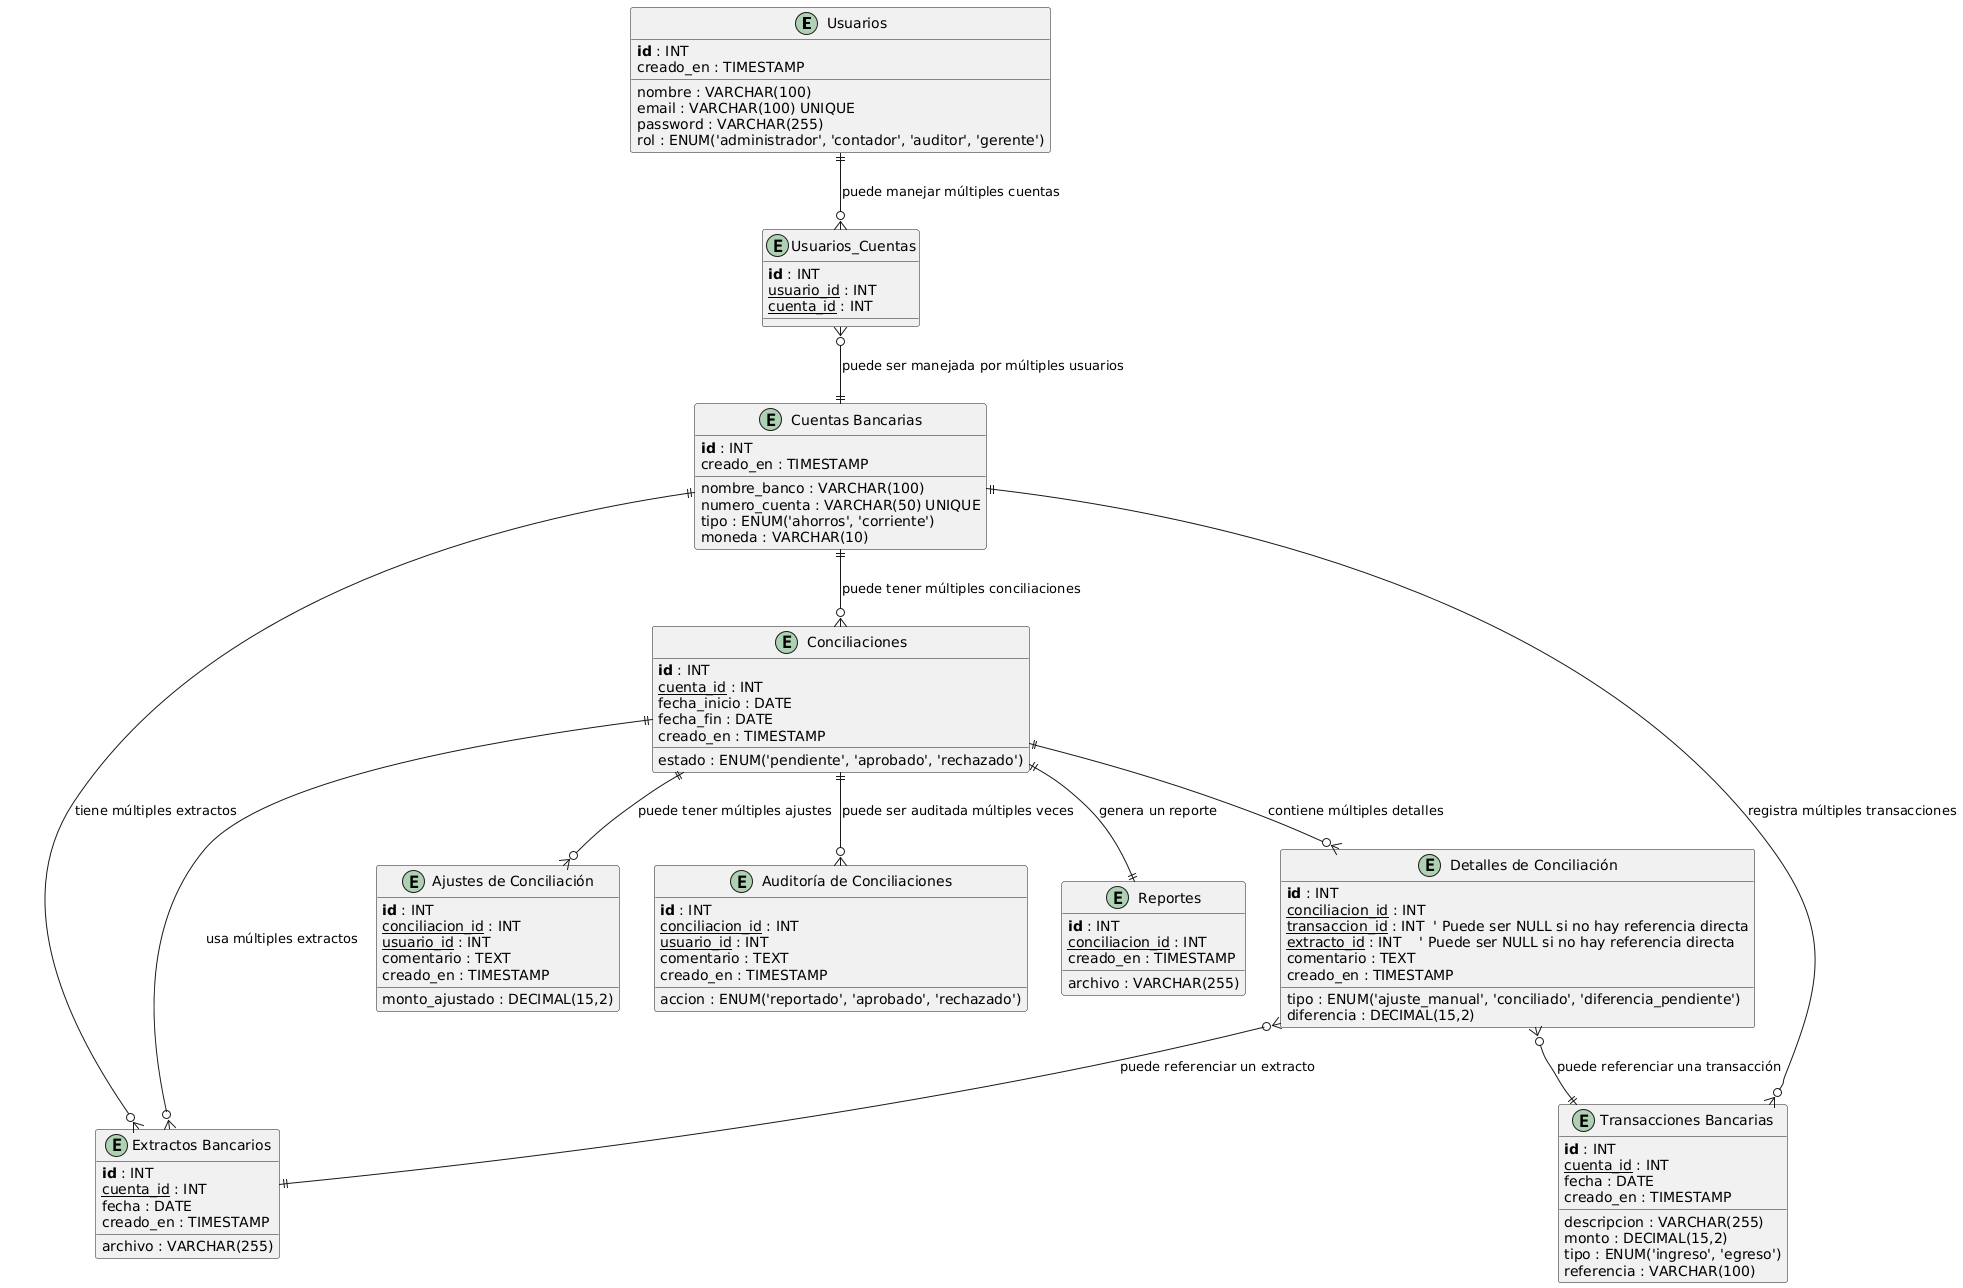 E Usuarios
id : INT
creado_en : TIMESTAMP
nombre : VARCHAR(100)
email : VARCHAR(100) UNIQUE
password : VARCHAR(255)
rol : ENUM('administrador', 'contador', 'auditor', 'gerente')
puede manejar múltiples cuentas
E Usuarios_Cuentas
id : INT
usuario_id : INT
cuenta_id : INT
puede ser manejada por múltiples usuarios
E Cuentas Bancarias
id : INT
creado_en : TIMESTAMP
nombre_banco : VARCHAR(100)
numero_cuenta : VARCHAR(50) UNIQUE
tipo : ENUM('ahorros', 'corriente')
moneda : VARCHAR(10)
puede tener múltiples conciliaciones
E Conciliaciones
id : INT
cuenta_id : INT
fecha_inicio : DATE
fecha_fin : DATE
creado_en : TIMESTAMP
estado : ENUM('pendiente', 'aprobado', 'rechazado')
tiene múltiples extractos
puede tener múltiples ajustes
puede ser auditada múltiples veces
genera un reporte
contiene múltiples detalles
registra múltiples transacciones
usa múltiples extractos
E Ajustes de Conciliación
id : INT
conciliacion_id : INT
usuario_id : INT
comentario : TEXT
creado_en : TIMESTAMP
monto_ajustado : DECIMAL(15,2)
E Auditoría de Conciliaciones
id : INT
conciliacion_id : INT
usuario_id : INT
comentario : TEXT
creado_en : TIMESTAMP
accion : ENUM('reportado', 'aprobado', 'rechazado')
E Reportes
id : INT
conciliacion_id : INT
creado_en : TIMESTAMP
archivo : VARCHAR(255)
E Detalles de Conciliación
id : INT
conciliacion_id : INT
transaccion_id : INT ' Puede ser NULL si no hay referencia directa
extracto_id : INT ' Puede ser NULL si no hay referencia directa
comentario : TEXT
creado_en : TIMESTAMP
tipo : ENUM('ajuste_manual', 'conciliado', 'diferencia_pendiente')
diferencia : DECIMAL(15,2)
puede referenciar un extracto
puede referenciar una transacción
E Extractos Bancarios
id : INT
cuenta_id : INT
fecha : DATE
creado_en : TIMESTAMP
archivo : VARCHAR(255)
E Transacciones Bancarias
id : INT
cuenta_id : INT
fecha : DATE
creado_en : TIMESTAMP
descripcion : VARCHAR(255)
monto : DECIMAL(15,2)
tipo : ENUM('ingreso', 'egreso')
referencia : VARCHAR(100)